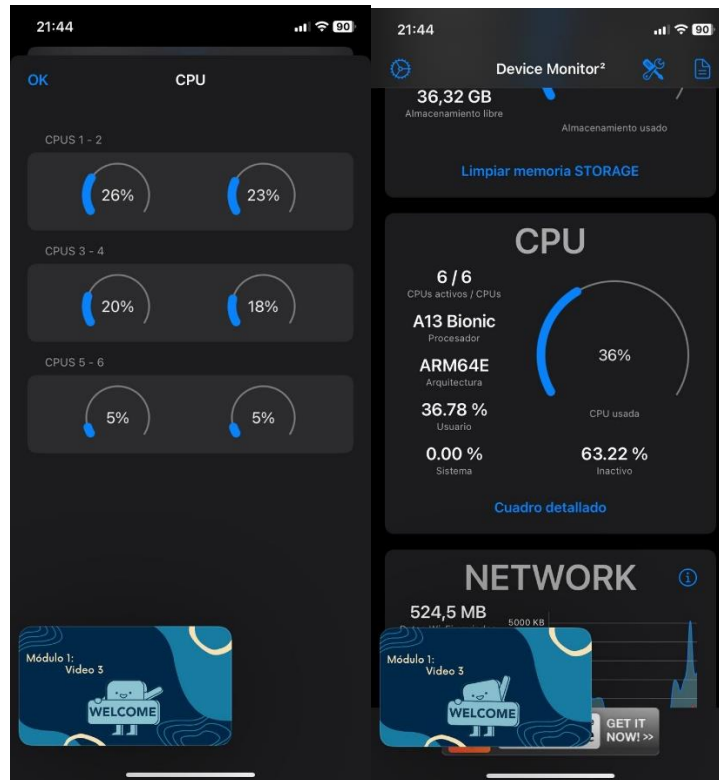 21:44
90
OK
CPU
CPUS 1 - 2
26%
23%
CPUS 3 - 4
20%
18%
CPUS 5 - 6
5%
5%
Módulo 1:
Video 3
WELCOME
21:44
90
Device Monitor²
36,32 GB
Almacenamiento libre
Almacenamiento usado
Limpiar memoria STORAGE
CPU
6 / 6
CPUs activos / CPUs
A13 Bionic
Procesador
ARM64E
Arquitectura
36%
CPU usada
36.78 %
Usuario
0.00 %
Sistema
63.22 %
Inactivo
Cuadro detallado
NETWORK
524,5 MB
5000 KB
Módulo 1:
Video 3
WELCOME
GET IT
NOW! >>